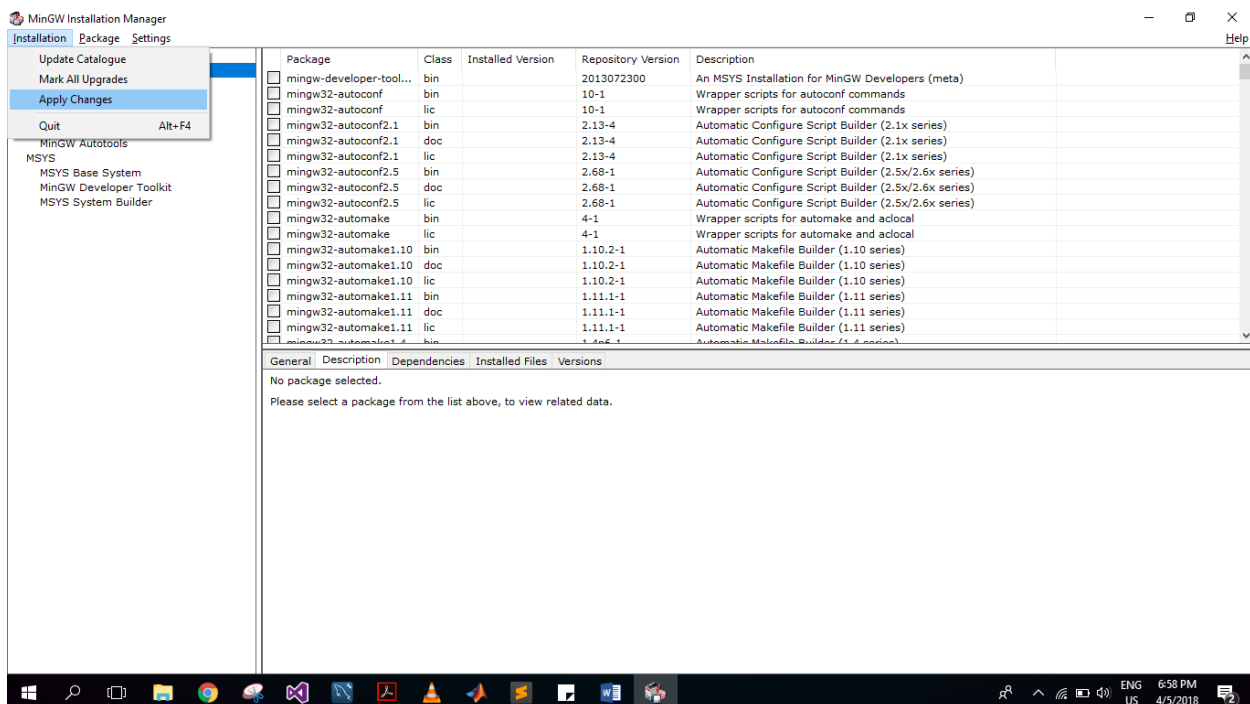 MinGW Installation Manager
Installation Package Settings Help
Update Catalogue
Mark All Upgrades
Apply Changes
Quit Alt+F4
MinGW Autotools
MSYS
MSYS Base System
MinGW Developer Toolkit
MSYS System Builder
Package Class Installed Version Repository Version Description
mingw-developer-tool... bin 2013072300 An MSYS Installation for MinGW Developers (meta)
mingw32-autoconf bin 10-1 Wrapper scripts for autoconf commands
mingw32-autoconf lic 10-1 Wrapper scripts for autoconf commands
mingw32-autoconf2.1 bin 2.13-4 Automatic Configure Script Builder (2.1x series)
mingw32-autoconf2.1 doc 2.13-4 Automatic Configure Script Builder (2.1x series)
mingw32-autoconf2.1 lic 2.13-4 Automatic Configure Script Builder (2.1x series)
mingw32-autoconf2.5 bin 2.68-1 Automatic Configure Script Builder (2.5x/2.6x series)
mingw32-autoconf2.5 doc 2.68-1 Automatic Configure Script Builder (2.5x/2.6x series)
mingw32-autoconf2.5 lic 2.68-1 Automatic Configure Script Builder (2.5x/2.6x series)
mingw32-automake bin 4-1 Wrapper scripts for automake and aclocal
mingw32-automake lic 4-1 Wrapper scripts for automake and aclocal
mingw32-automake1.10 bin 1.10.2-1 Automatic Makefile Builder (1.10 series)
mingw32-automake1.10 doc 1.10.2-1 Automatic Makefile Builder (1.10 series)
mingw32-automake1.10 lic 1.10.2-1 Automatic Makefile Builder (1.10 series)
mingw32-automake1.11 bin 1.11.1-1 Automatic Makefile Builder (1.11 series)
mingw32-automake1.11 doc 1.11.1-1 Automatic Makefile Builder (1.11 series)
mingw32-automake1.11 lic 1.11.1-1 Automatic Makefile Builder (1.11 series)
mingw32-automake1.4 bin 1.4p6-1 Automatic Makefile Builder (1.4 series)
General Description Dependencies Installed Files Versions
No package selected.
Please select a package from the list above, to view related data.
ENG 6:58 PM
US 4/5/2018 2